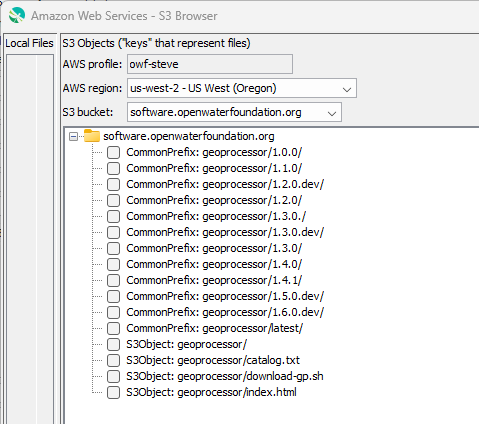 Amazon Web Services - S3 Browser
Local Files
S3 Objects ("keys" that represent files)
AWS profile: owf-steve
AWS region: us-west-2 - US West (Oregon)
S3 bucket: software.openwaterfoundation.org
software.openwaterfoundation.org
CommonPrefix: geoprocessor/1.0.0/
CommonPrefix: geoprocessor/1.1.0/
CommonPrefix: geoprocessor/1.2.0.dev/
CommonPrefix: geoprocessor/1.2.0/
CommonPrefix: geoprocessor/1.3.0./
CommonPrefix: geoprocessor/1.3.0.dev/
CommonPrefix: geoprocessor/1.3.0/
CommonPrefix: geoprocessor/1.4.0/
CommonPrefix: geoprocessor/1.4.1/
CommonPrefix: geoprocessor/1.5.0.dev/
CommonPrefix: geoprocessor/1.6.0.dev/
CommonPrefix: geoprocessor/latest/
S3Object: geoprocessor/
S3Object: geoprocessor/catalog.txt
S3Object: geoprocessor/download-gp.sh
S3Object: geoprocessor/index.html